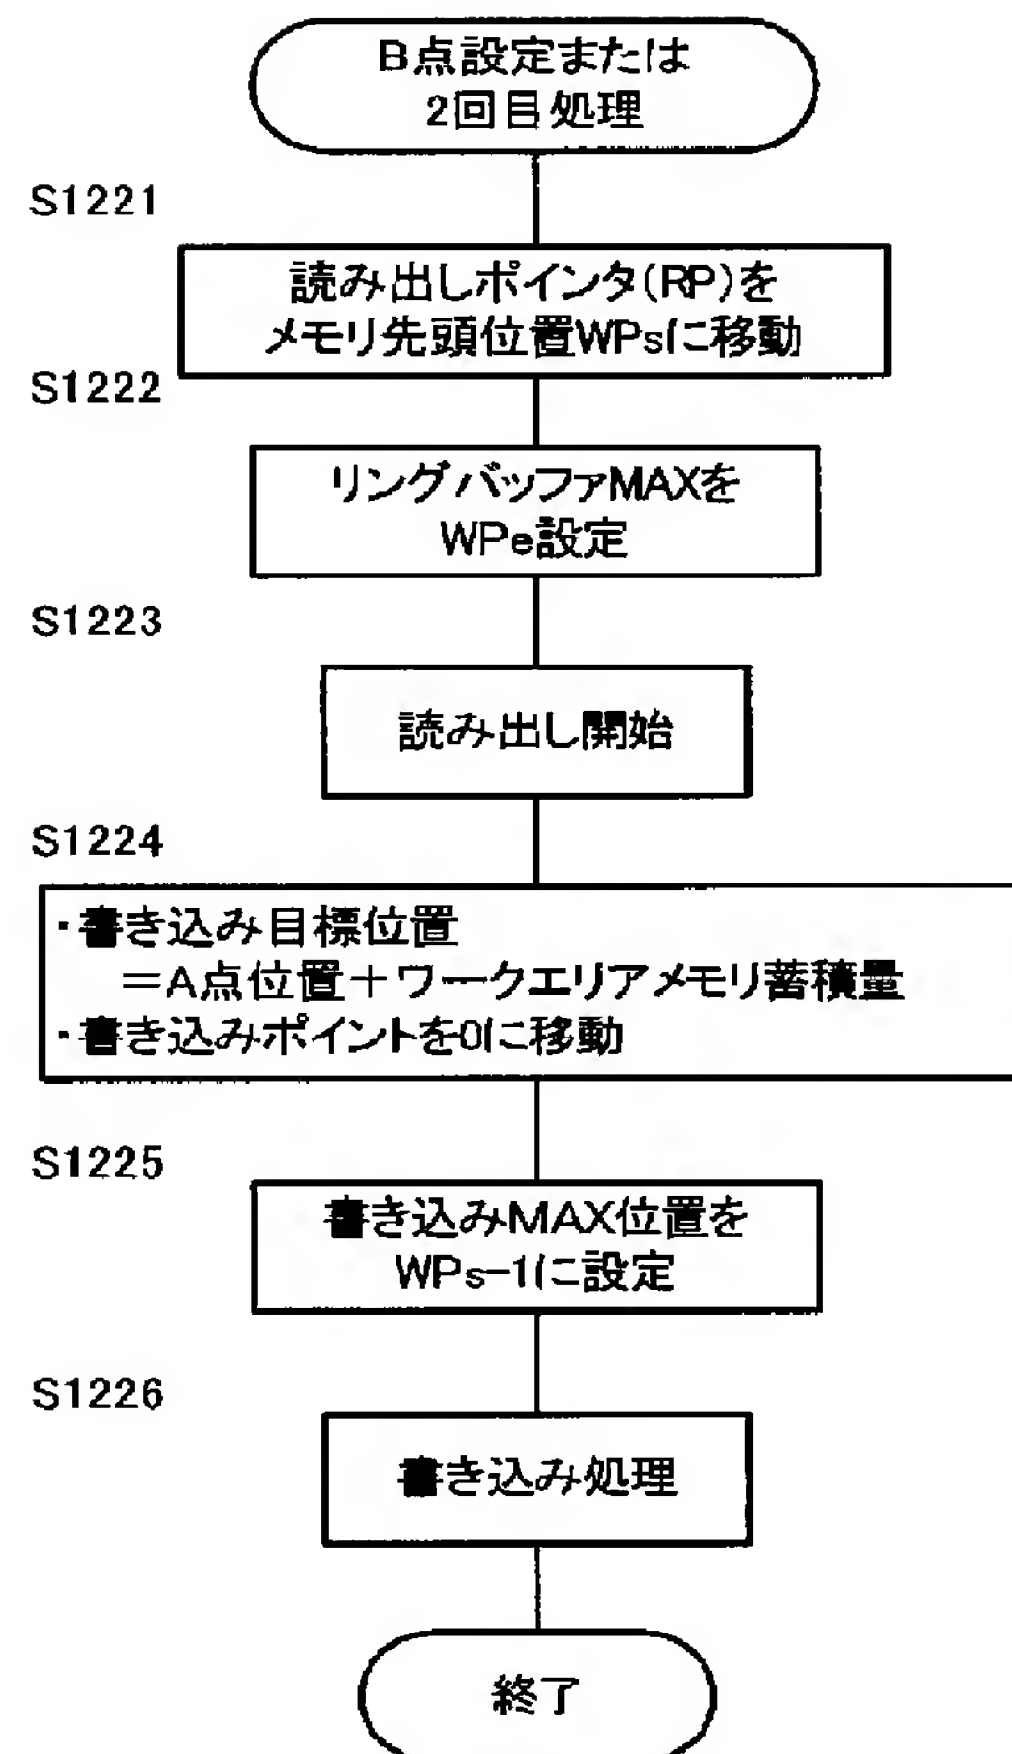 B点設定または
2回目処理
S1221
読み出しポインタ(RP)を
メモリ先頭位置WPsに移動
S1222
リングバッファMAXを
WPe設定
S1223
読み出し開始
S1224
・書き込み目標位置
＝A点位置＋ワークエリアメモリ蓄積量
・書き込みポイントを0に移動
S1225
書き込みMAX位置を
WPs-1に設定
S1226
書き込み処理
終了